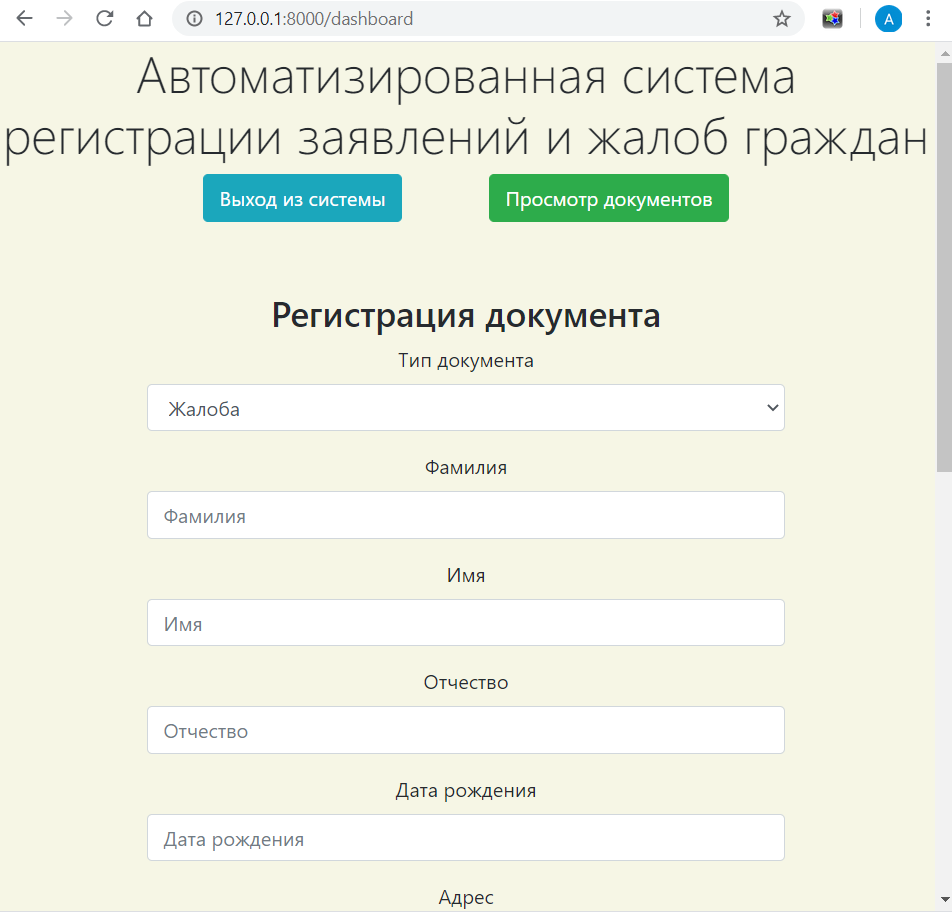 127.0.0.1:8000/dashboard
A
Автоматизированная система
регистрации заявлений и жалоб граждан
Выход из системы
Просмотр документов
Регистрация документа
Тип документа
Жалоба
Фамилия
Фамилия
Имя
Имя
Отчество
Отчество
Дата рождения
Дата рождения
Адрес